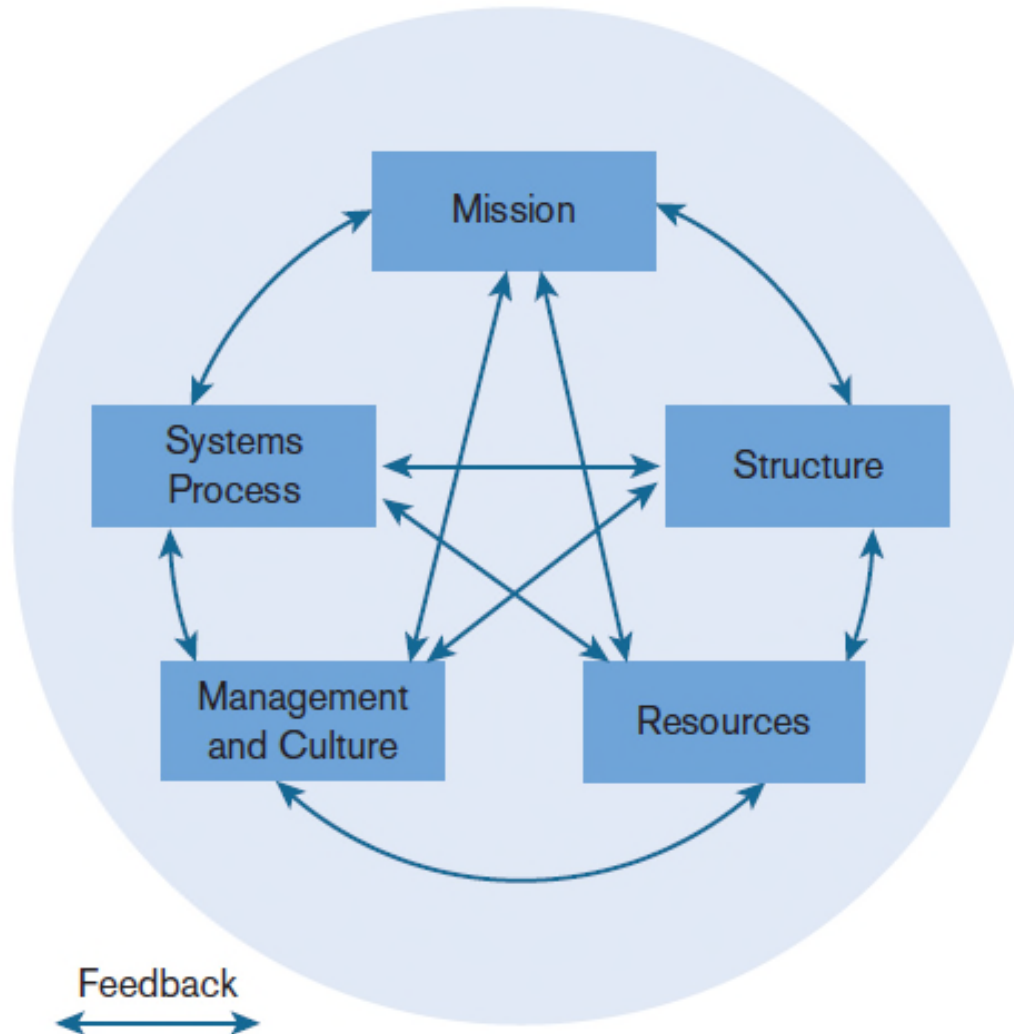 Mission
Systems
Process
Structure
Management
and Culture
Resources
Feedback